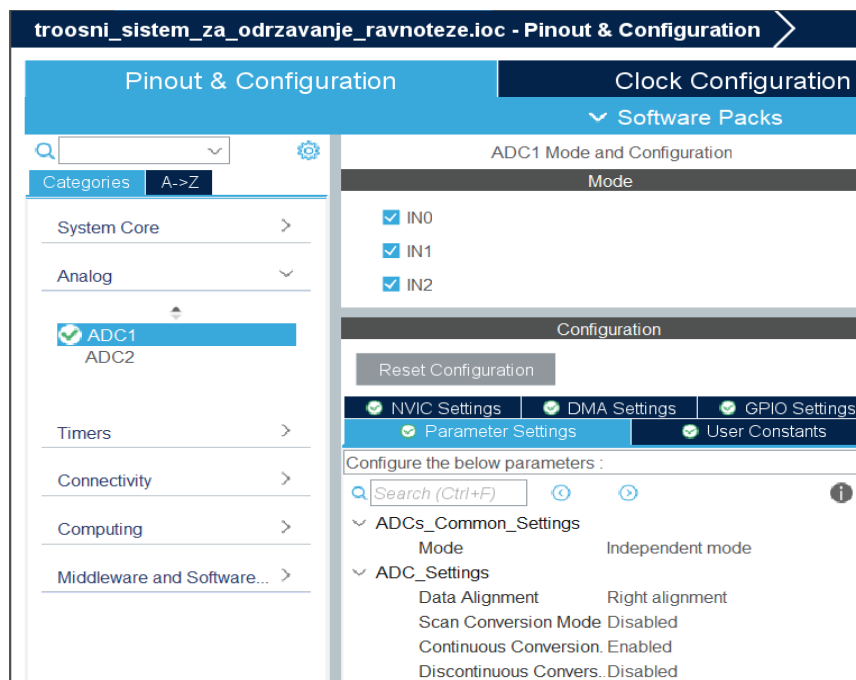 troosni_sistem_za_odrzavanje_ravnoteze.ioc - Pinout & Configuration
Pinout & Configuration
Clock Configuration
Software Packs
Categories
A->Z
System Core
Analog
ADC1
ADC2
Timers
Connectivity
Computing
Middleware and Software...
ADC1 Mode and Configuration
Mode
IN0
IN1
IN2
Configuration
Reset Configuration
NVIC Settings
DMA Settings
GPIO Settings
Parameter Settings
User Constants
Configure the below parameters :
Search (Ctrl+F)
ADCs_Common_Settings
Mode Independent mode
ADC_Settings
Data Alignment Right alignment
Scan Conversion Mode Disabled
Continuous Conversion. Enabled
Discontinuous Convers.. Disabled